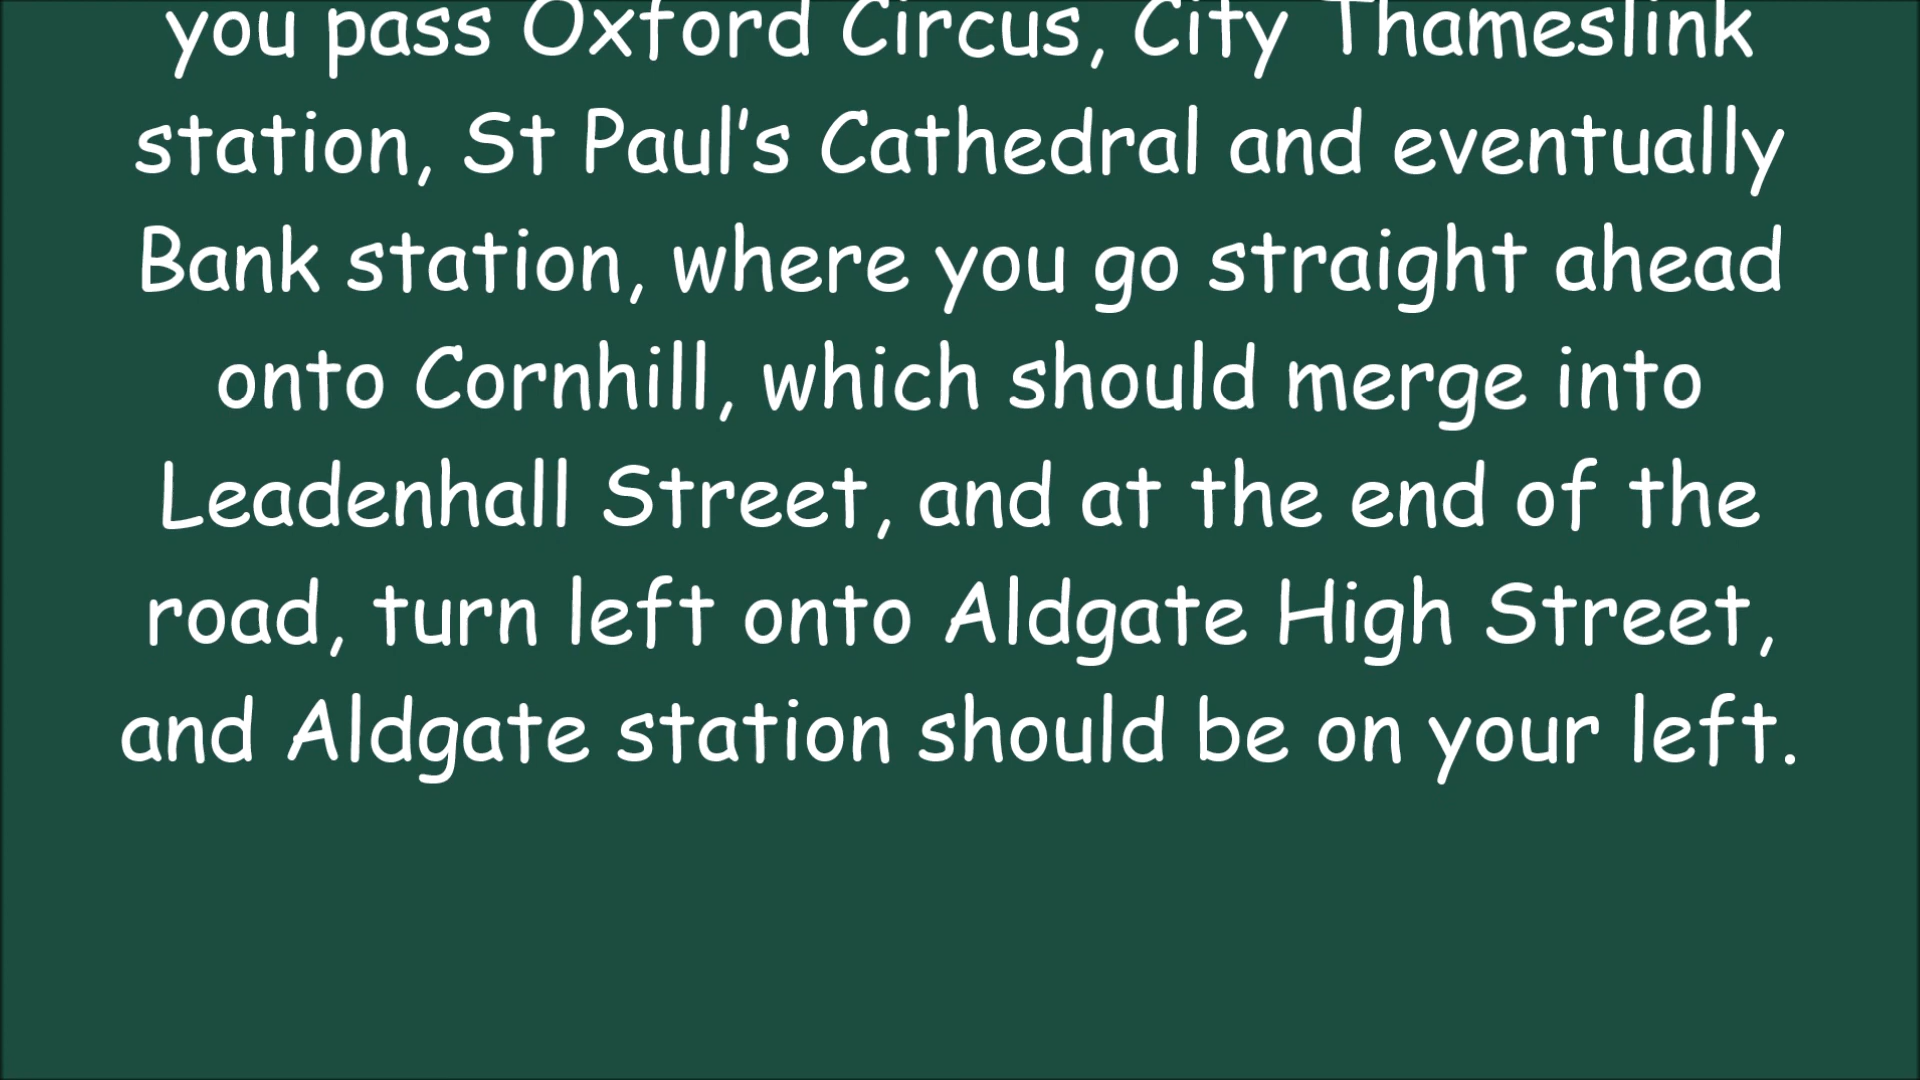 you pass Oxford Circus, City Thameslink
station, St Paul's Cathedral and eventually
Bank station, where you go straight ahead
onto Cornhill, which should merge into
Leadenhall Street, and at the end of the
road, turn left onto Aldgate High Street,
and Aldgate station should be on your left.